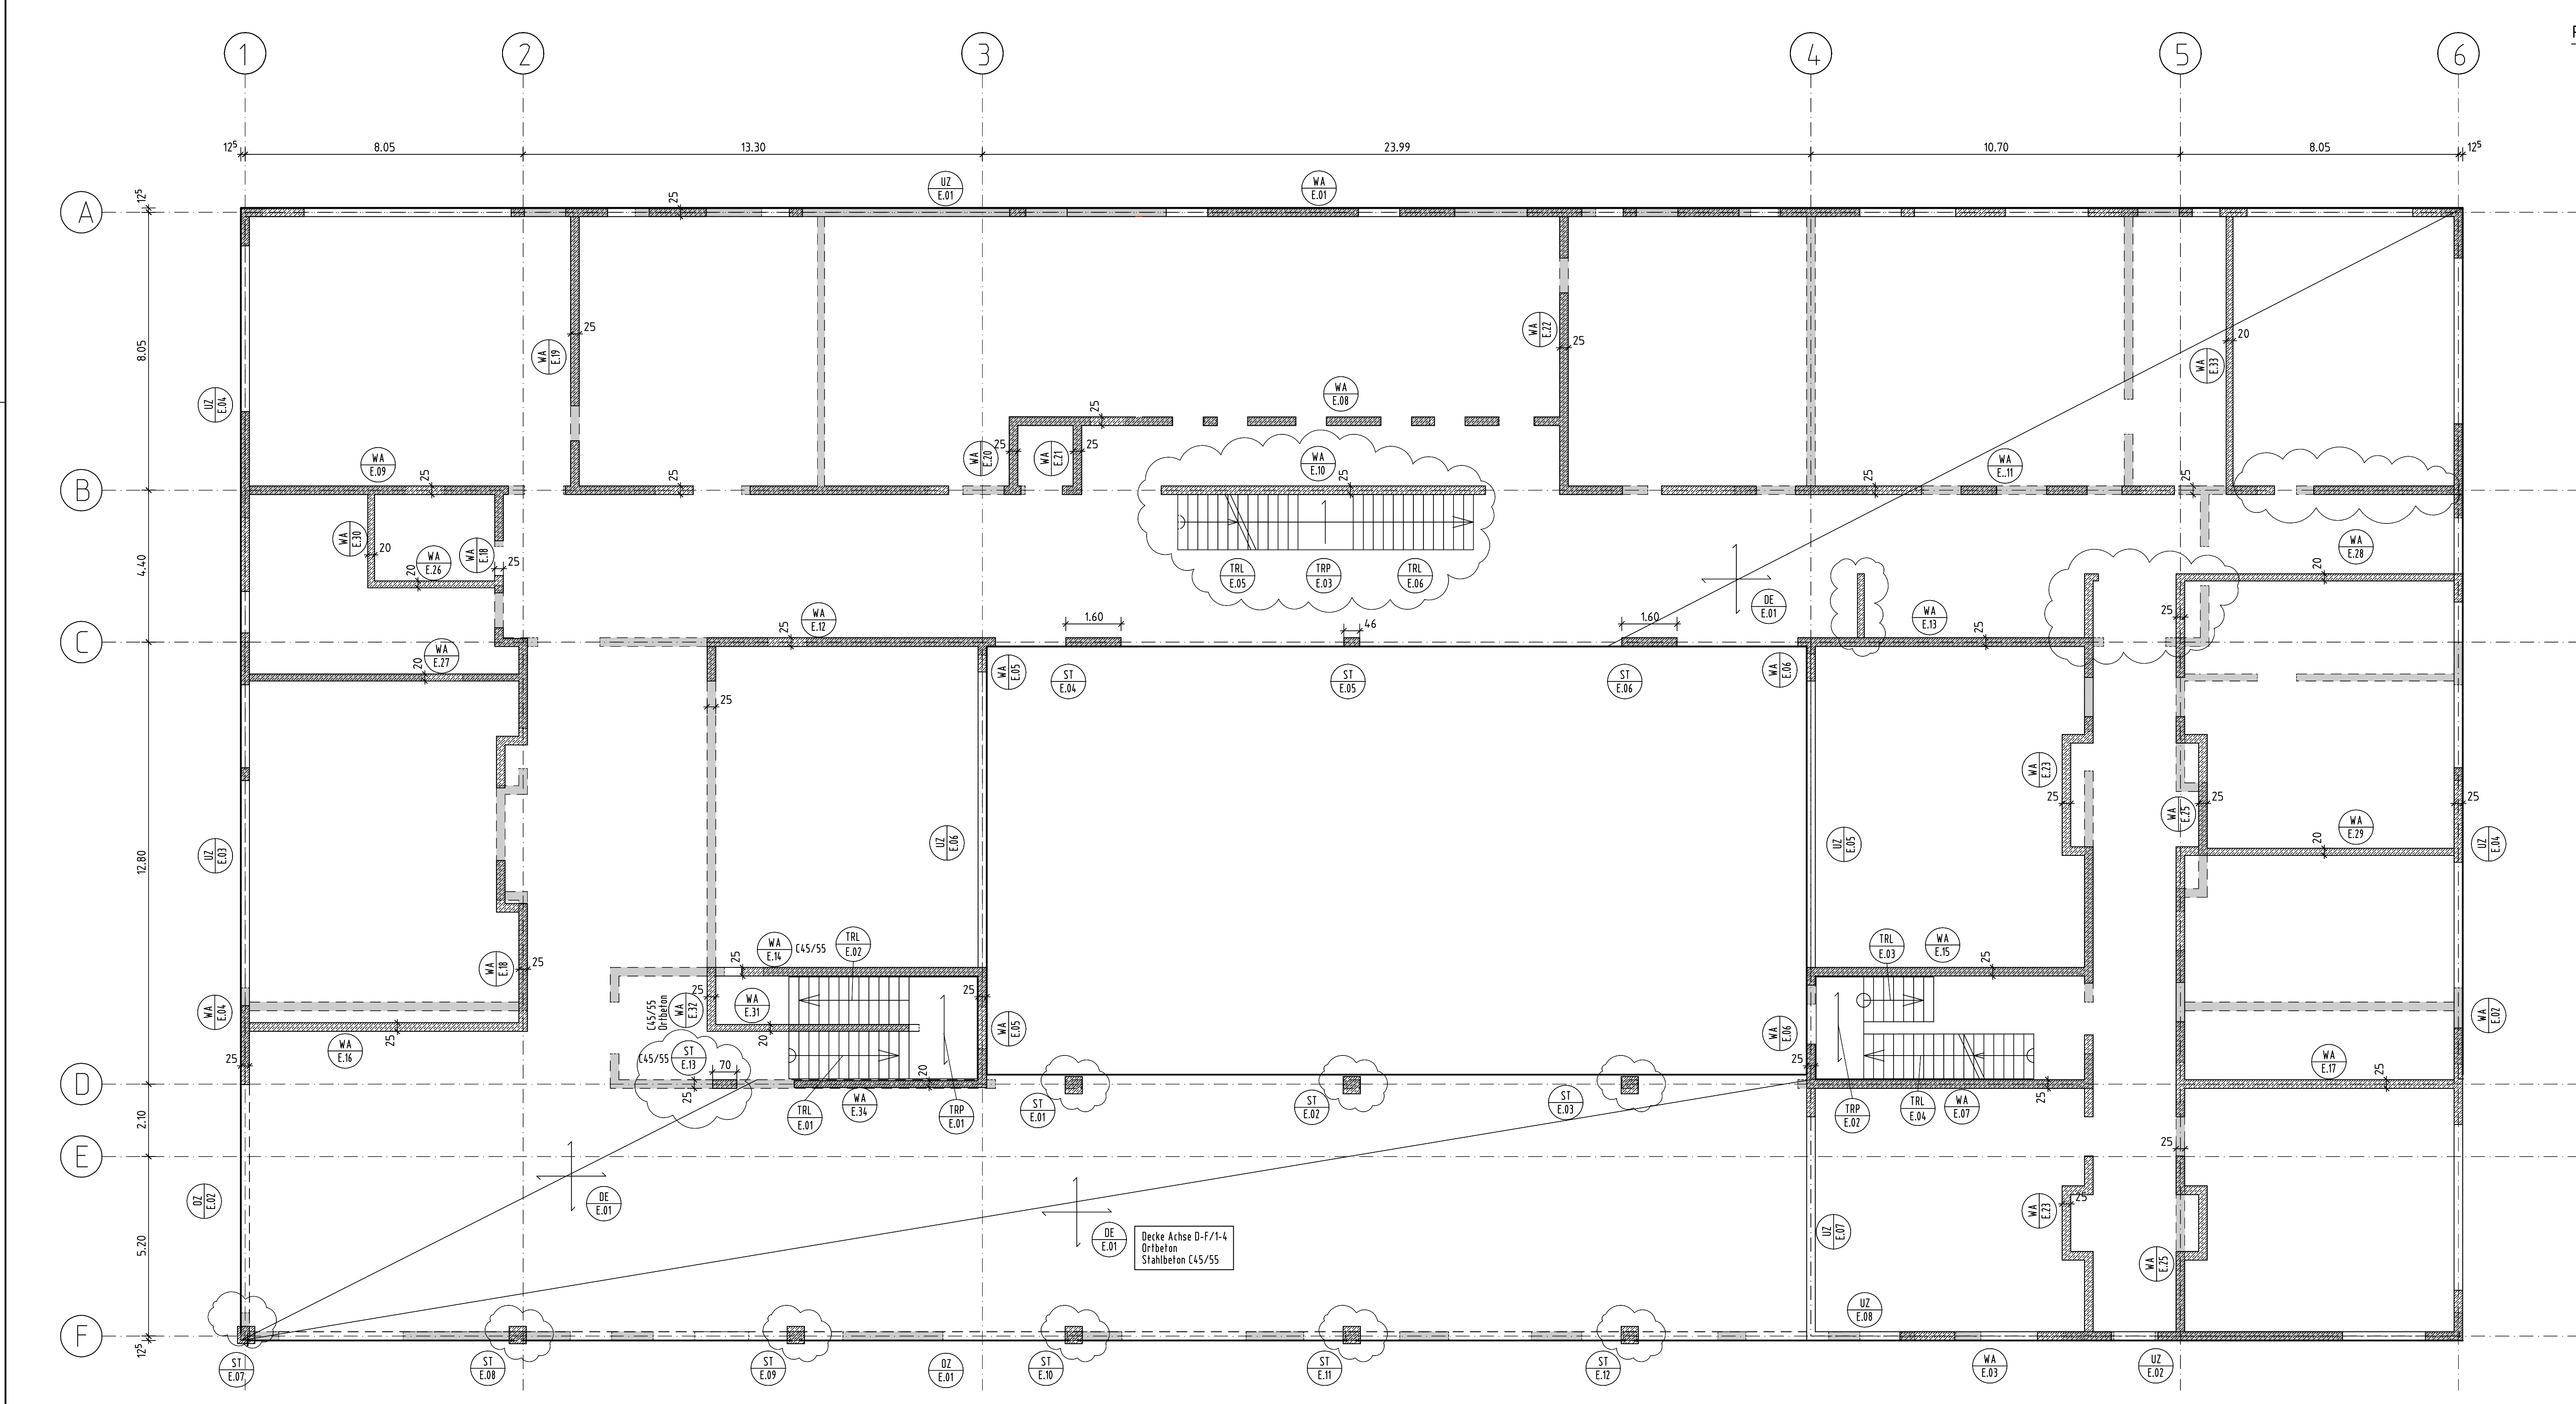 1
2
3
4
5
6
12⁵
8.05
13.30
23.99
10.70
8.05
12⁵
12⁵
A
25
UZ
E.01
WA
E.01
8.05
UZ
E.04
WA
E.19
25
WA
E.22
25
WA
E.33
20
WA
E.08
25
WA
E.09
25
25
WA
E.20
25
WA
E.21
25
WA
E.10
25
WA
E..11
25
25
B
4.40
WA
E.30
20
WA
E.26
20
WA
E.18
25
TRL
E.05
TRP
E.03
TRL
E.06
DE
E.01
WA
E.28
20
WA
E.12
25
1.60
46
1.60
WA
E.13
25
25
C
WA
E.27
20
WA
E.05
ST
E.04
ST
E.05
ST
E.06
WA
E.06
25
12.80
UZ
E.03
UZ
E.06
UZ
E.05
WA
E.23
25
WA
E.25
25
WA
E.29
20
25
UZ
E.04
WA
E.18
25
WA
E.14
C45/55
25
TRL
E.02
TRL
E.03
WA
E.15
25
WA
E.04
C45/55
Ortbeton
WA
E.32
25
WA
E.31
25
WA
E.05
WA
E.06
WA
E.02
WA
E.16
25
25
C45/55
ST
E.13
70
20
20
25
WA
E.17
25
D
25
TRL
E.01
WA
E.34
TRP
E.01
ST
E.01
ST
E.02
ST
E.03
TRP
E.02
TRL
E.04
WA
E.07
25
2.10
E
25
OZ
E.02
DE
E.01
DE
E.01
Decke Achse D-F/1-4
Ortbeton
Stahlbeton C45/55
UZ
E.07
WA
E.23
25
WA
E.25
5.20
UZ
E.08
F
12⁵
ST
E.07
ST
E.08
ST
E.09
OZ
E.01
ST
E.10
ST
E.11
ST
E.12
WA
E.03
UZ
E.02